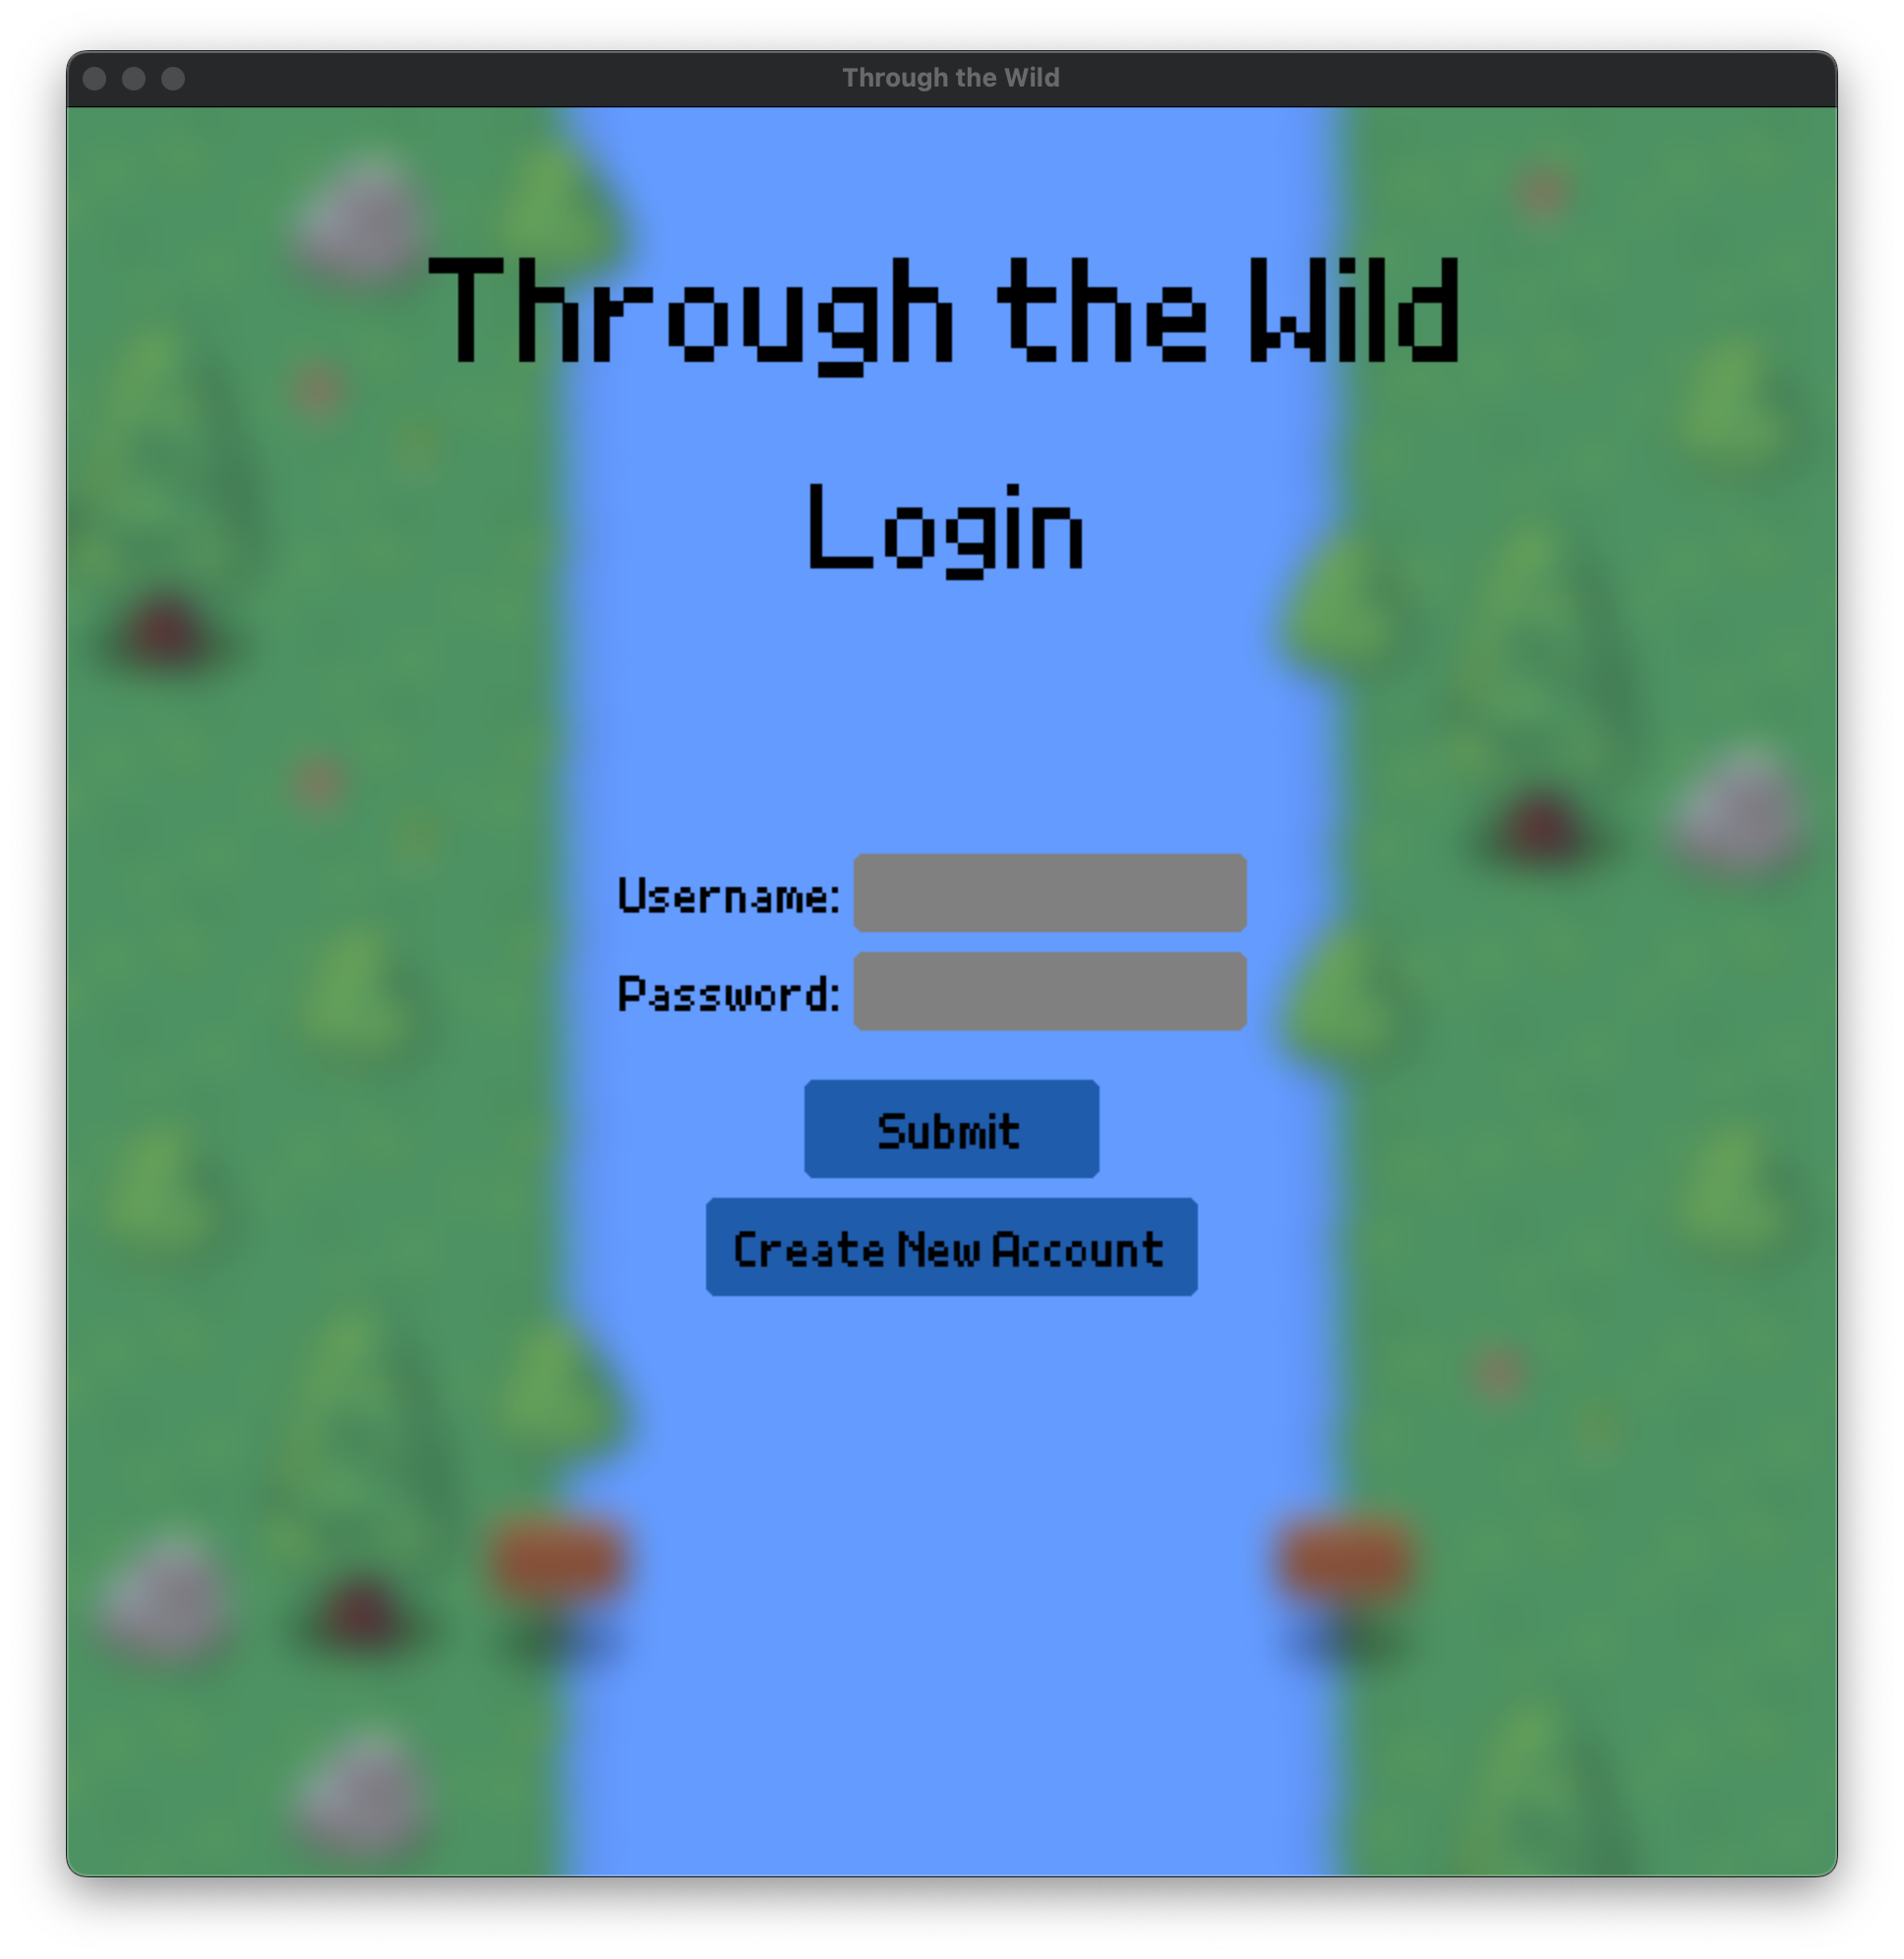 Through the Wild
Through the Wild
Login
Username:
Password:
Submit
Create New Account